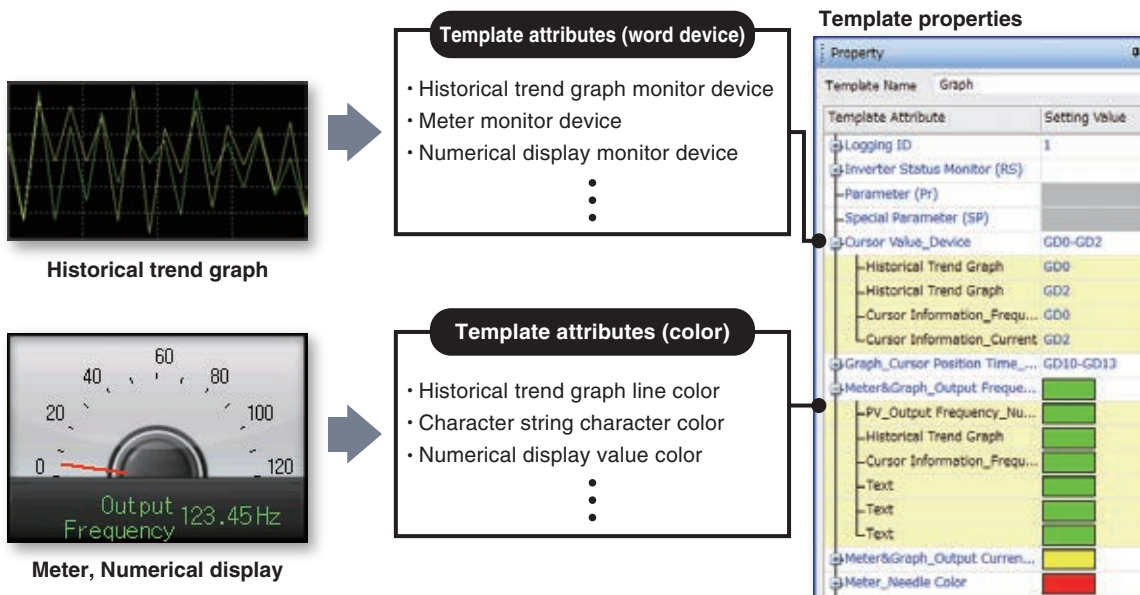 Template attributes (word device)
・Historical trend graph monitor device
・Meter monitor device
・Numerical display monitor device
Historical trend graph
Template attributes (color)
・Historical trend graph line color
・Character string character color
・Numerical display value color
0
20
40
60
80
100
120
Output
Frequency
123.45Hz
Meter, Numerical display
Template properties
Property
Template Name Graph
Template Attribute Setting Value
Logging ID 1
Inverter Status Monitor (RS)
Parameter (Pr)
Special Parameter (SP)
Cursor Value_Device GD0-GD2
Historical Trend Graph GD0
Historical Trend Graph GD2
Cursor Information_Frequ... GD0
Cursor Information_Current GD2
Graph_Cursor Position Time_... GD10-GD13
Meter&Graph_Output Freque...
PV_Output Frequency_Nu...
Historical Trend Graph
Cursor Information_Frequ...
Text
Text
Text
Meter&Graph_Output Curren...
Meter_Needle Color